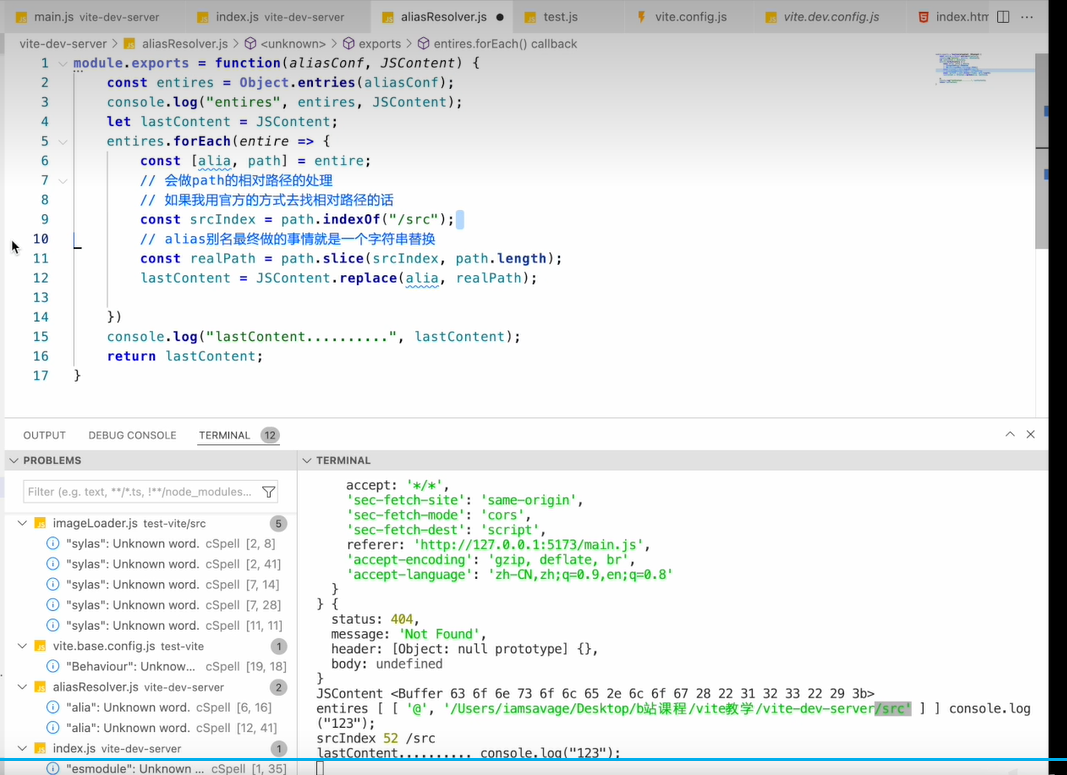 main.js vite-dev-server
index.js vite-dev-server
aliasResolver.js
test.js
vite.config.js
vite.dev.config.js
index.htm
vite-dev-server > aliasResolver.js > <unknown> > exports > entires.forEach() callback
1 module.exports = function(aliasConf, JSContent) {
2 const entires = Object.entries(aliasConf);
3 console.log("entires", entires, JSContent);
4 let lastContent = JSContent;
5 entires.forEach(entire => {
6 const [alia, path] = entire;
7 // 会做path的相对路径的处理
8 // 如果我用官方的方式去找相对路径的话
9 const srcIndex = path.indexOf("/src");
10 // alias别名最终做的事情就是一个字符串替换
11 const realPath = path.slice(srcIndex, path.length);
12 lastContent = JSContent.replace(alia, realPath);
13
14 })
15 console.log("lastContent..........", lastContent);
16 return lastContent;
17 }
OUTPUT DEBUG CONSOLE TERMINAL 12
PROBLEMS
Filter (e.g. text, **/*.ts, !**/node_modules...
imageLoader.js test-vite/src 5
"sylas": Unknown word. cSpell [2, 8]
"sylas": Unknown word. cSpell [2, 41]
"sylas": Unknown word. cSpell [7, 14]
"sylas": Unknown word. cSpell [7, 28]
"sylas": Unknown word. cSpell [11, 11]
vite.base.config.js test-vite 1
"Behaviour": Unknow... cSpell [19, 18]
aliasResolver.js vite-dev-server 2
"alia": Unknown word. cSpell [6, 16]
"alia": Unknown word. cSpell [12, 41]
index.js vite-dev-server 1
"esmodule": Unknown ... cSpell [1, 35]
TERMINAL
accept: '*/*',
'sec-fetch-site': 'same-origin',
'sec-fetch-mode': 'cors',
'sec-fetch-dest': 'script',
referer: 'http://127.0.0.1:5173/main.js',
'accept-encoding': 'gzip, deflate, br',
'accept-language': 'zh-CN,zh;q=0.9,en;q=0.8'
}
} {
status: 404,
message: 'Not Found',
header: [Object: null prototype] {},
body: undefined
}
JSContent <Buffer 63 6f 6e 73 6f 6c 65 2e 6c 6f 67 28 22 31 32 33 22 29 3b>
entires [ [ '@', '/Users/iamsavage/Desktop/b站课程/vite教学/vite-dev-server/src' ] ] console.log
("123");
srcIndex 52 /src
lastContent.......... console.log("123");